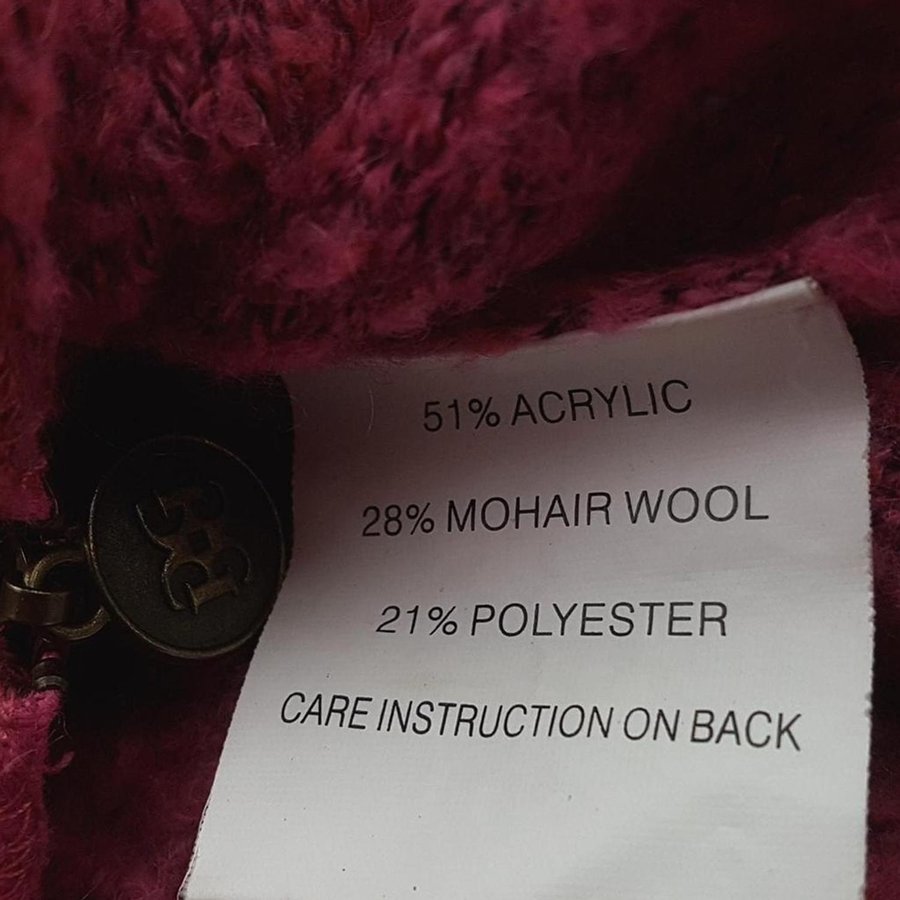 51% ACRYLIC
28% MOHAIR WOOL
21% POLYESTER
CARE INSTRUCTION ON BACK